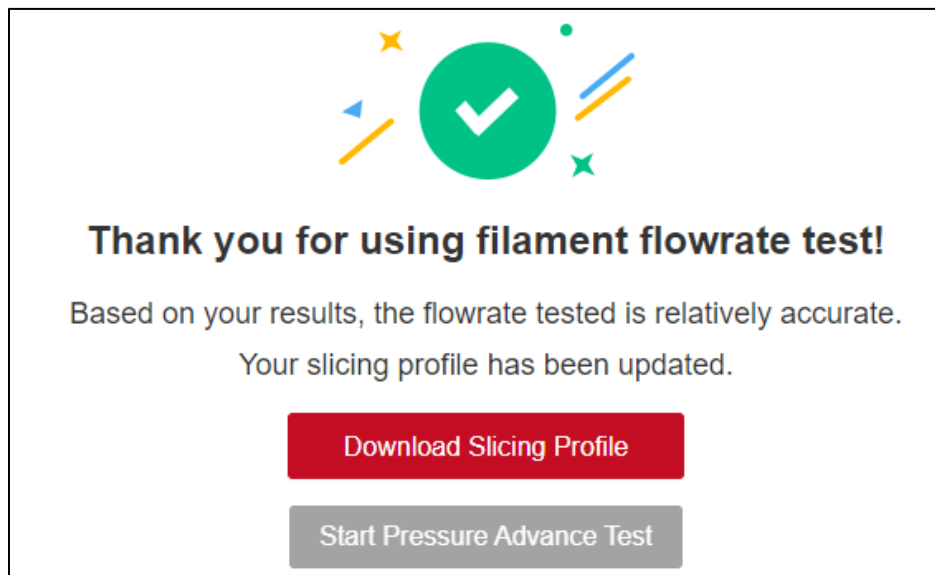 Thank you for using filament flowrate test!
Based on your results, the flowrate tested is relatively accurate.
Your slicing profile has been updated.
Download Slicing Profile
Start Pressure Advance Test